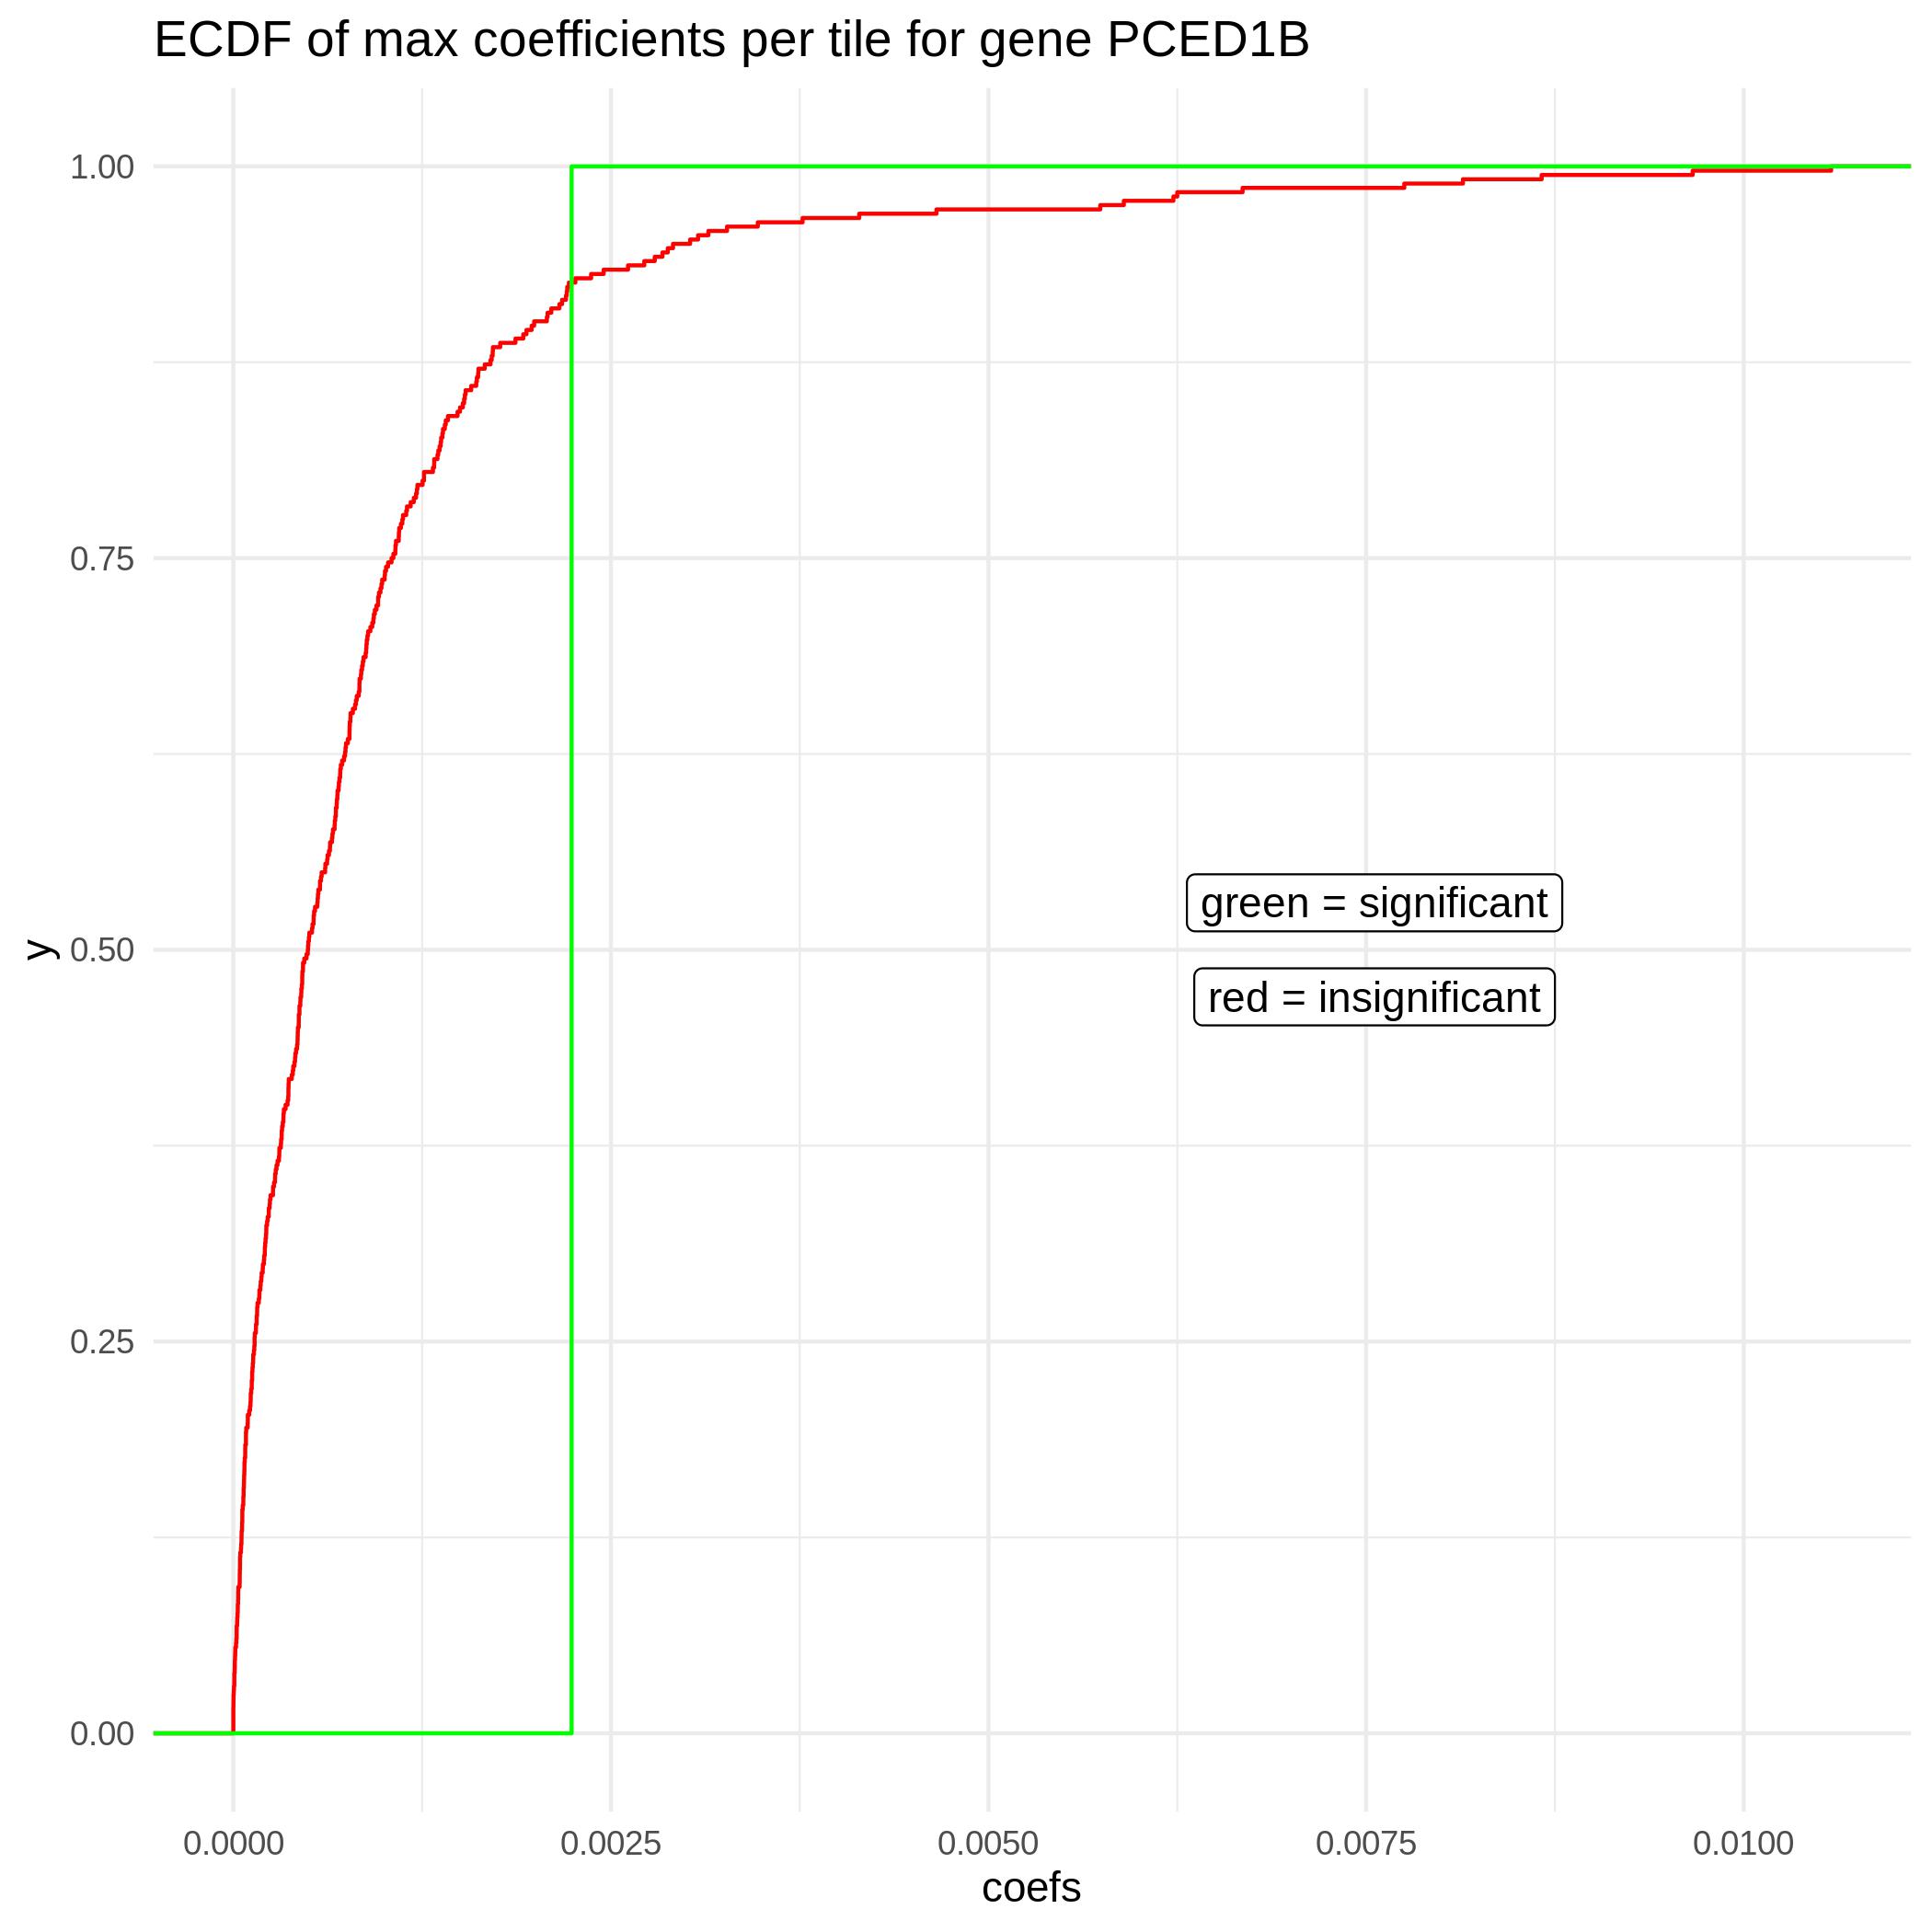 ECDF of max coefficients per tile for gene PCED1B
1.00
0.75
0.50
0.25
0.00
y
green = significant
red = insignificant
0.0000 0.0025 0.0050 0.0075 0.0100
coefs